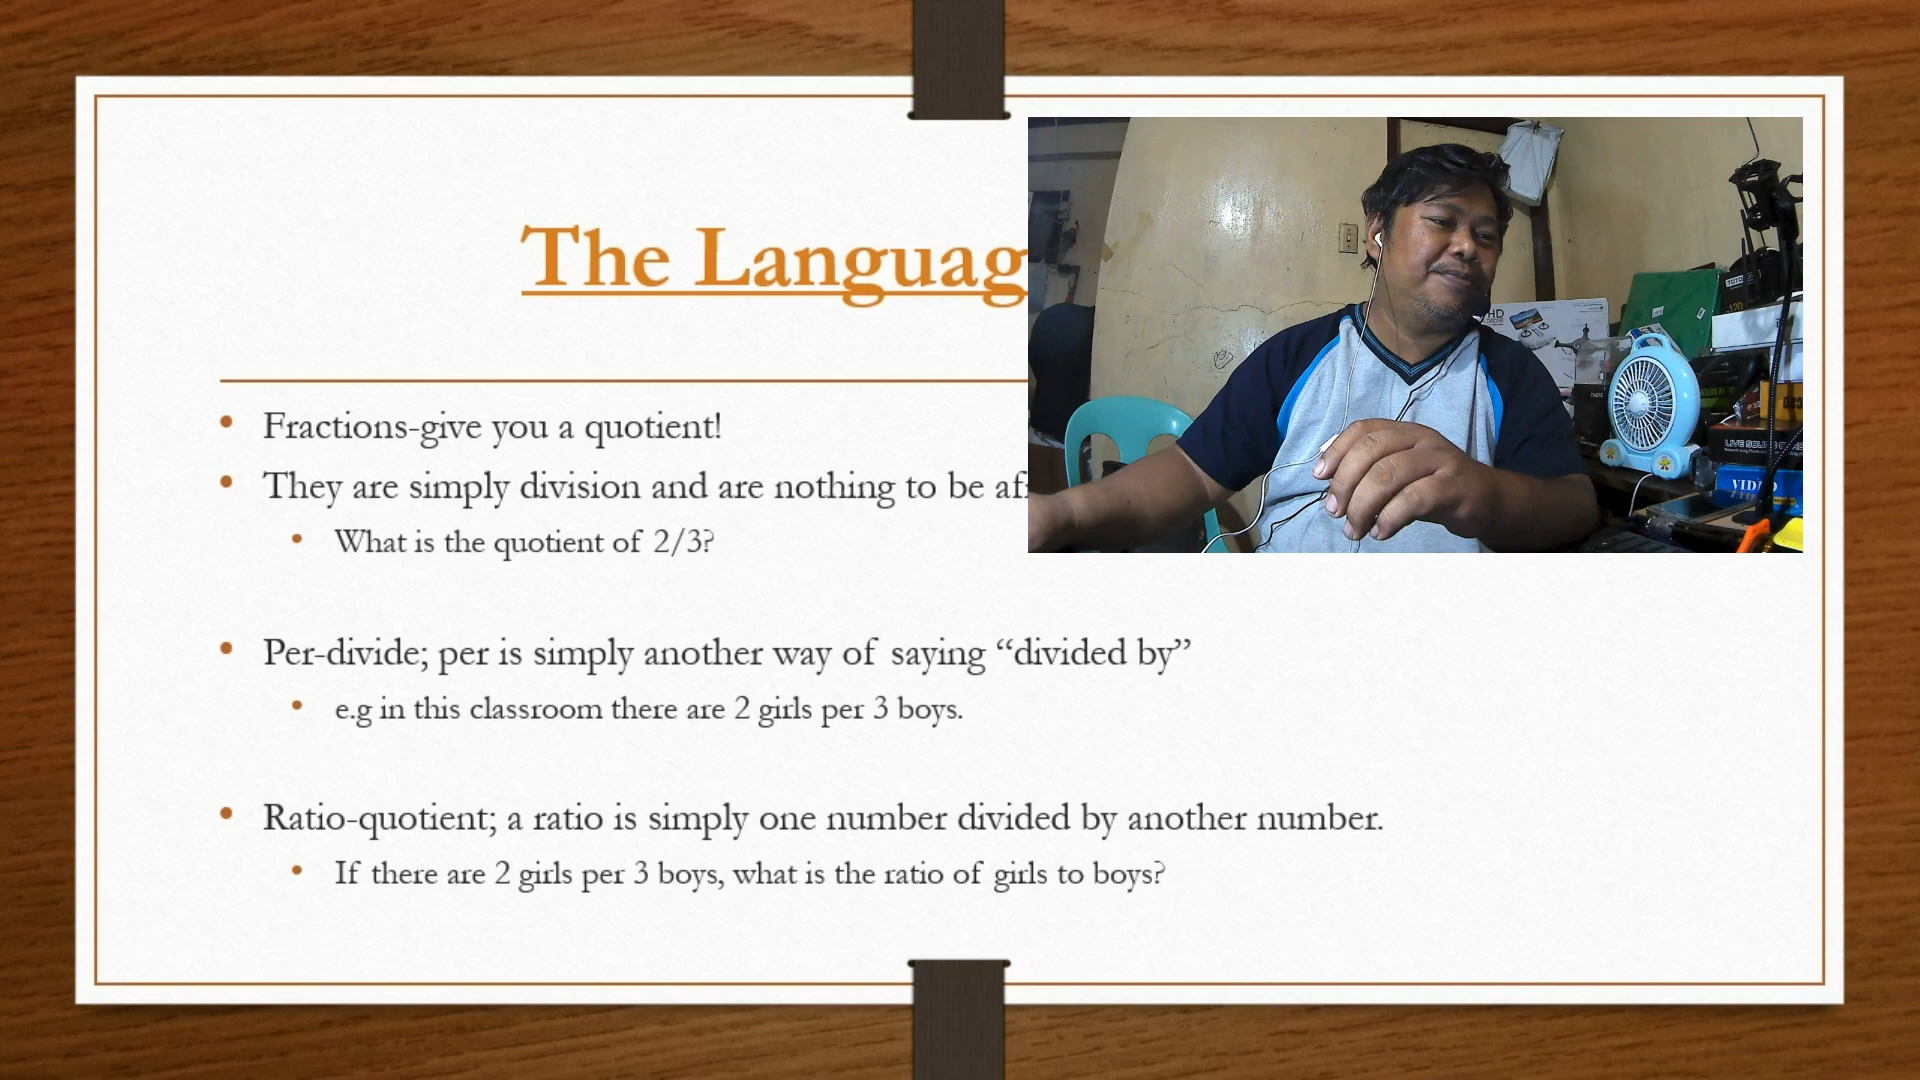 The Languag
Fractions-give you a quotient!
They are simply division and are nothing to be af
What is the quotient of 2/3?
Per-divide; per is simply another way of saying “divided by”
e.g in this classroom there are 2 girls per 3 boys.
Ratio-quotient; a ratio is simply one number divided by another number.
If there are 2 girls per 3 boys, what is the ratio of girls to boys?
HD
VIDEO